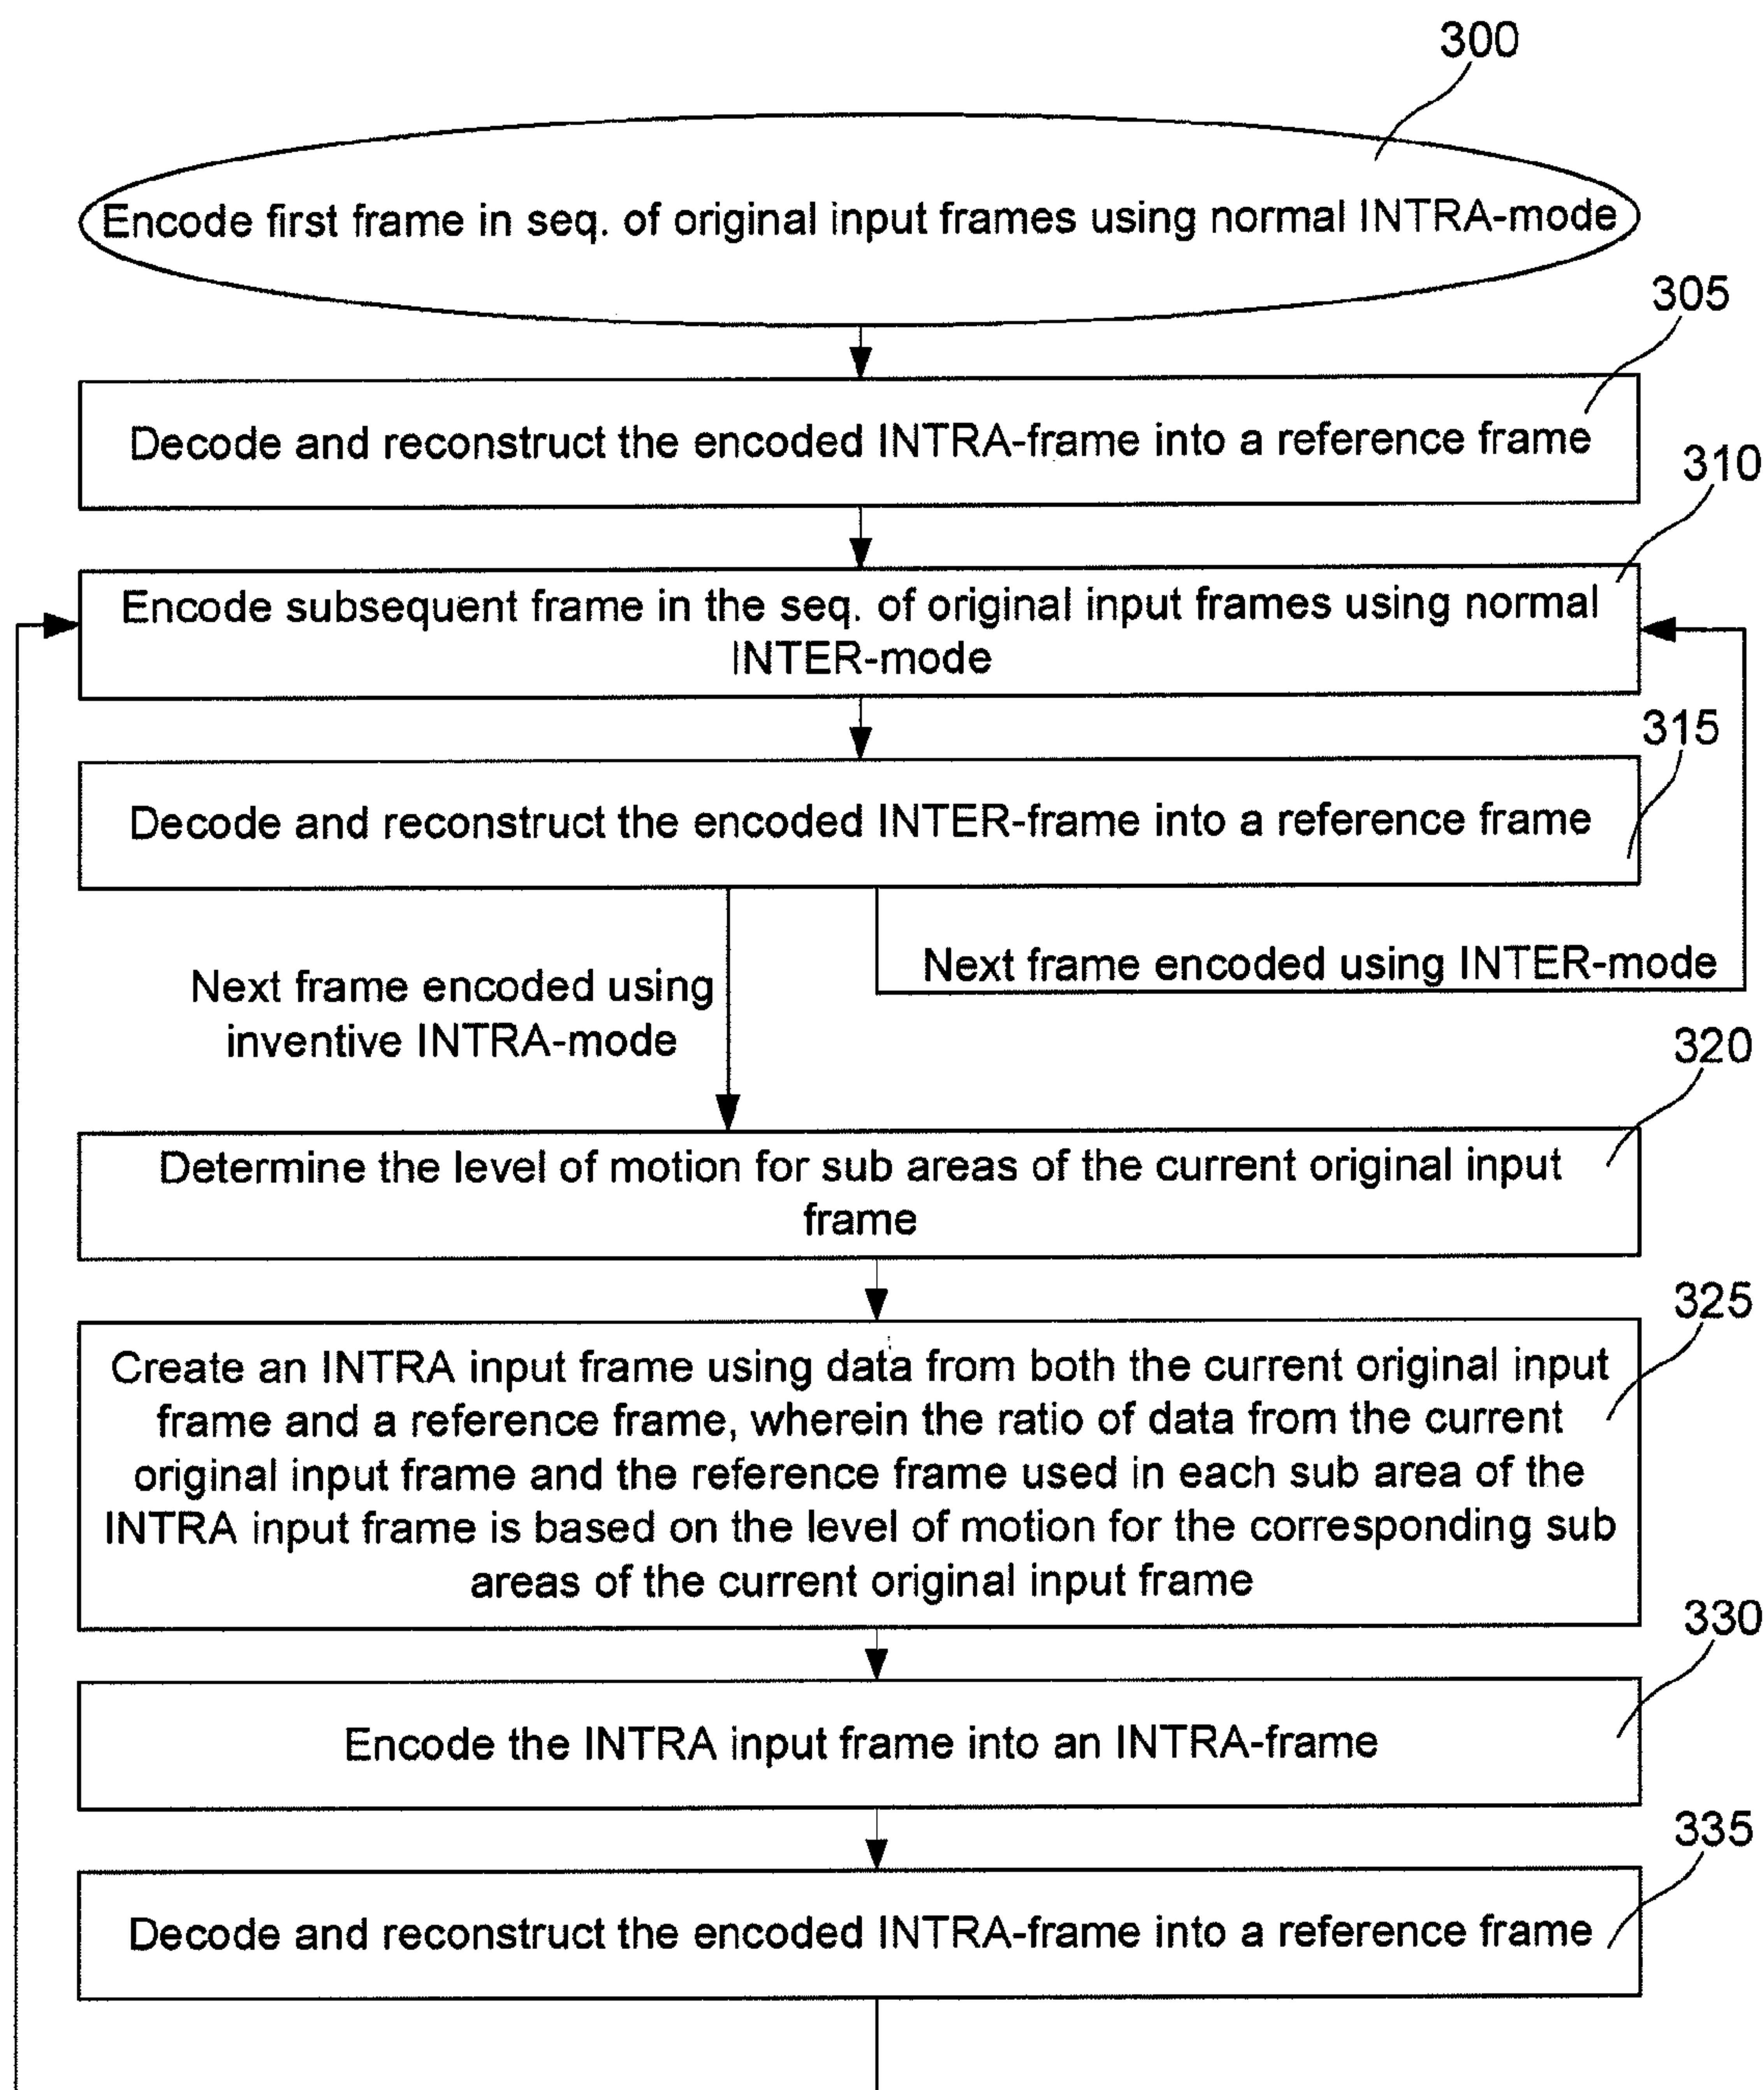 300
Encode first frame in seq. of original input frames using normal INTRA-mode
305
Decode and reconstruct the encoded INTRA-frame into a reference frame
310
Encode subsequent frame in the seq. of original input frames using normal
INTER-mode
315
Decode and reconstruct the encoded INTER-frame into a reference frame
Next frame encoded using INTER-mode
Next frame encoded using
inventive INTRA-mode
320
Determine the level of motion for sub areas of the current original input
frame
325
Create an INTRA input frame using data from both the current original input
frame and a reference frame, wherein the ratio of data from the current
original input frame and the reference frame used in each sub area of the
INTRA input frame is based on the level of motion for the corresponding sub
areas of the current original input frame
330
Encode the INTRA input frame into an INTRA-frame
335
Decode and reconstruct the encoded INTRA-frame into a reference frame